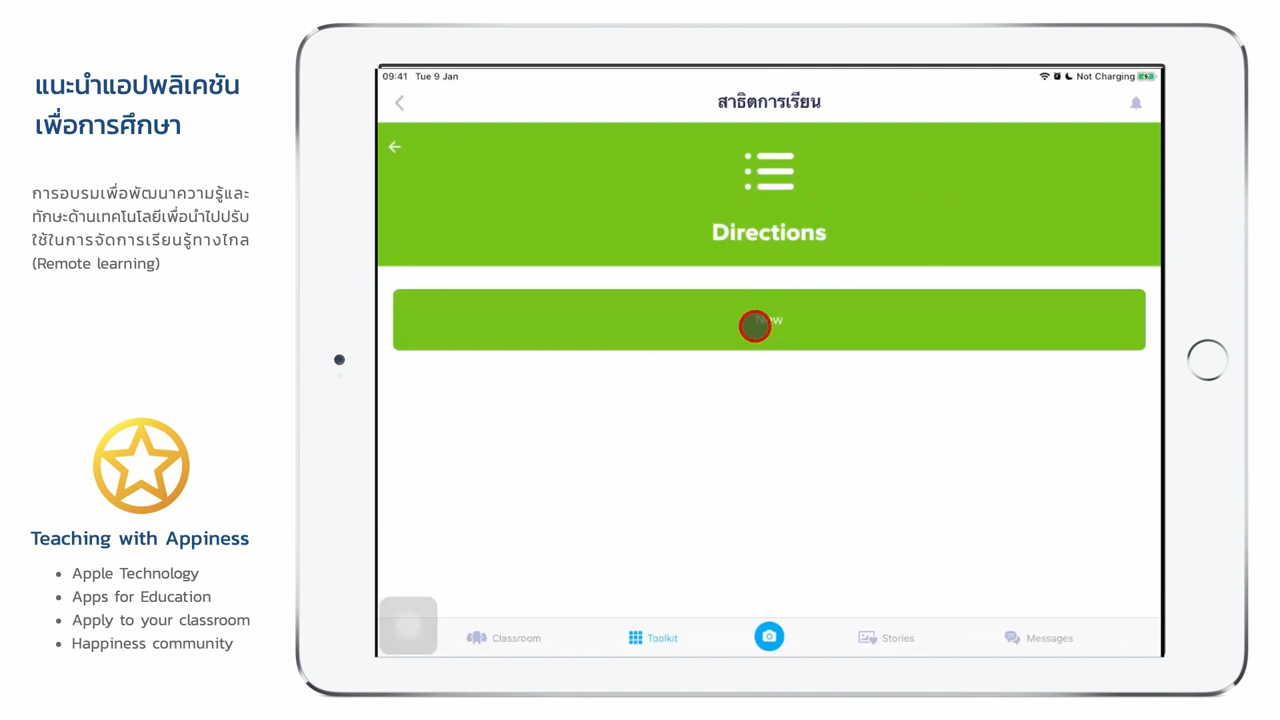 แนะนำแอปพลิเคชัน
เพื่อการศึกษา
การอบรมเพื่อพัฒนาความรู้และ
ทักษะด้านเทคโนโลยีเพื่อนำไปปรับ
ใช้ในการจัดการเรียนรู้ทางไกล
(Remote learning)
Teaching with Appiness
• Apple Technology
• Apps for Education
• Apply to your classroom
• Happiness community
09:41 Tue 9 Jan
Not Charging
สาธิตการเรียน
Directions
New
Classroom
Toolkit
Stories
Messages